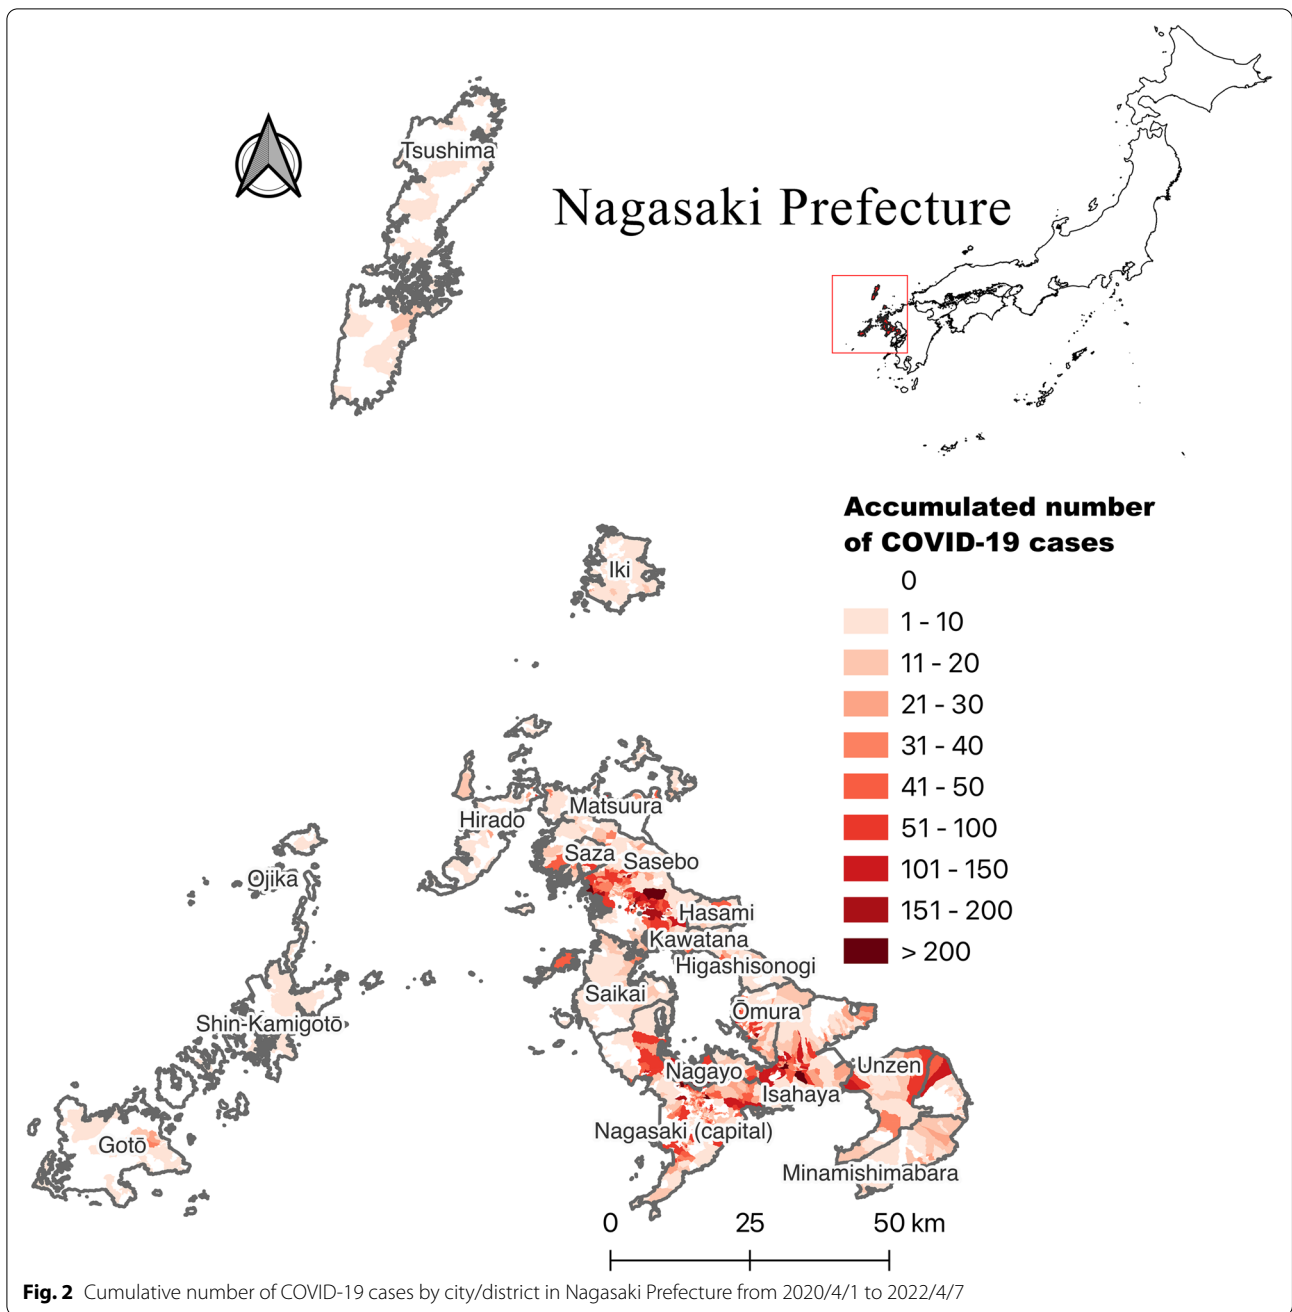 Tsushima
Nagasaki Prefecture
Accumulated number
of COVID-19 cases
0
1 - 10
11 - 20
21 - 30
31 - 40
41 - 50
51 - 100
101 - 150
151 - 200
> 200
Iki
Matsuura
Hirado
Saza
Sasebo
Ojika
Hasami
Kawatana
Higashisonogi
Saikai
Ōmura
Shin-Kamigotō
Unzen
Nagayo
Isahaya
Nagasaki (capital)
Gotō
Minamishimabara
0 25 50 km
Fig. 2 Cumulative number of COVID-19 cases by city/district in Nagasaki Prefecture from 2020/4/1 to 2022/4/7